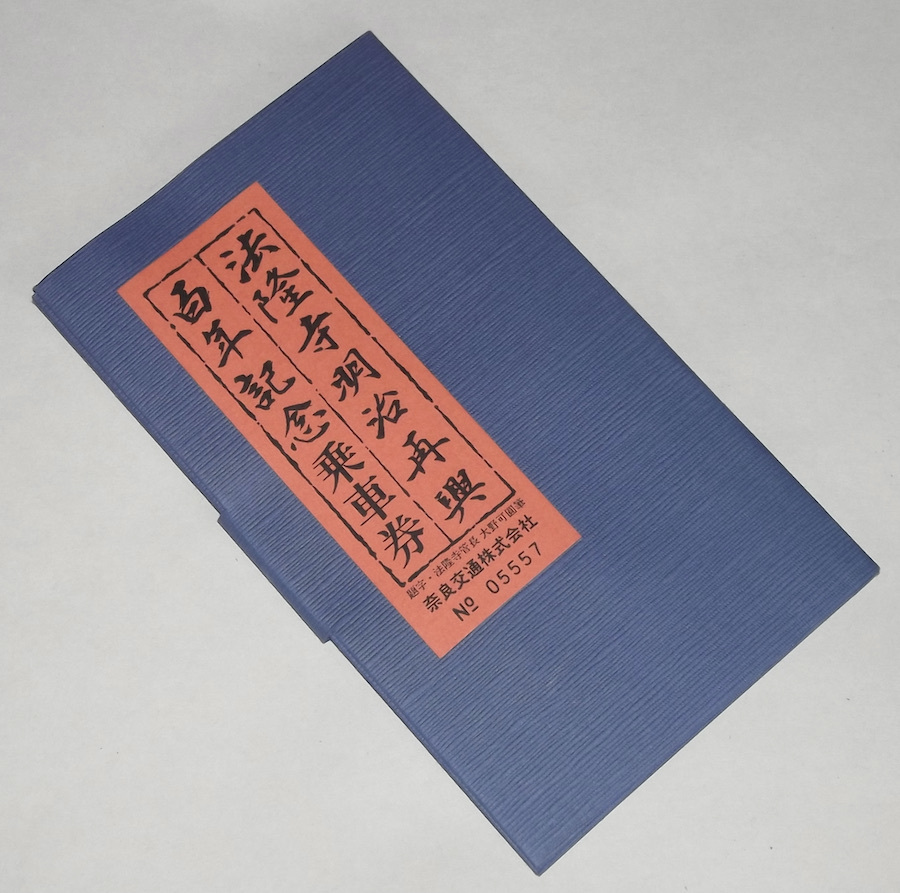 法隆寺明治再興
百年記念乗車券
題字・法隆寺管長 大野可圓筆
奈良交通株式会社
No 05557